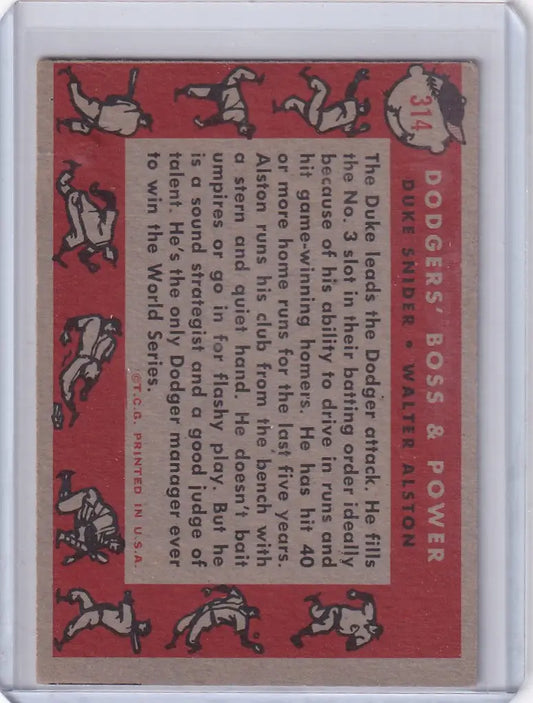 314
DODGERS' BOSS & POWER
DUKE SNIDER • WALTER ALSTON
The Duke leads the Dodger attack. He fills
the No. 3 slot in their batting order ideally
because of his ability to drive in runs and
hit game-winning homers. He has hit 40
or more home runs for the last five years.
Alston runs his club from the bench with
a stern and quiet hand. He doesn't bait
umpires or go in for flashy play. But he
is a sound strategist and a good judge of
talent. He's the only Dodger manager ever
to win the World Series.
©T.C.G. PRINTED IN U.S.A.